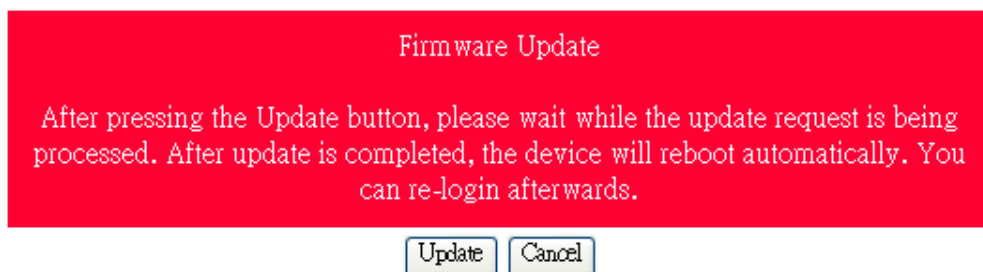 Firmware Update
After pressing the Update button, please wait while the update request is being
processed. After update is completed, the device will reboot automatically. You
can re-login afterwards.
Update Cancel